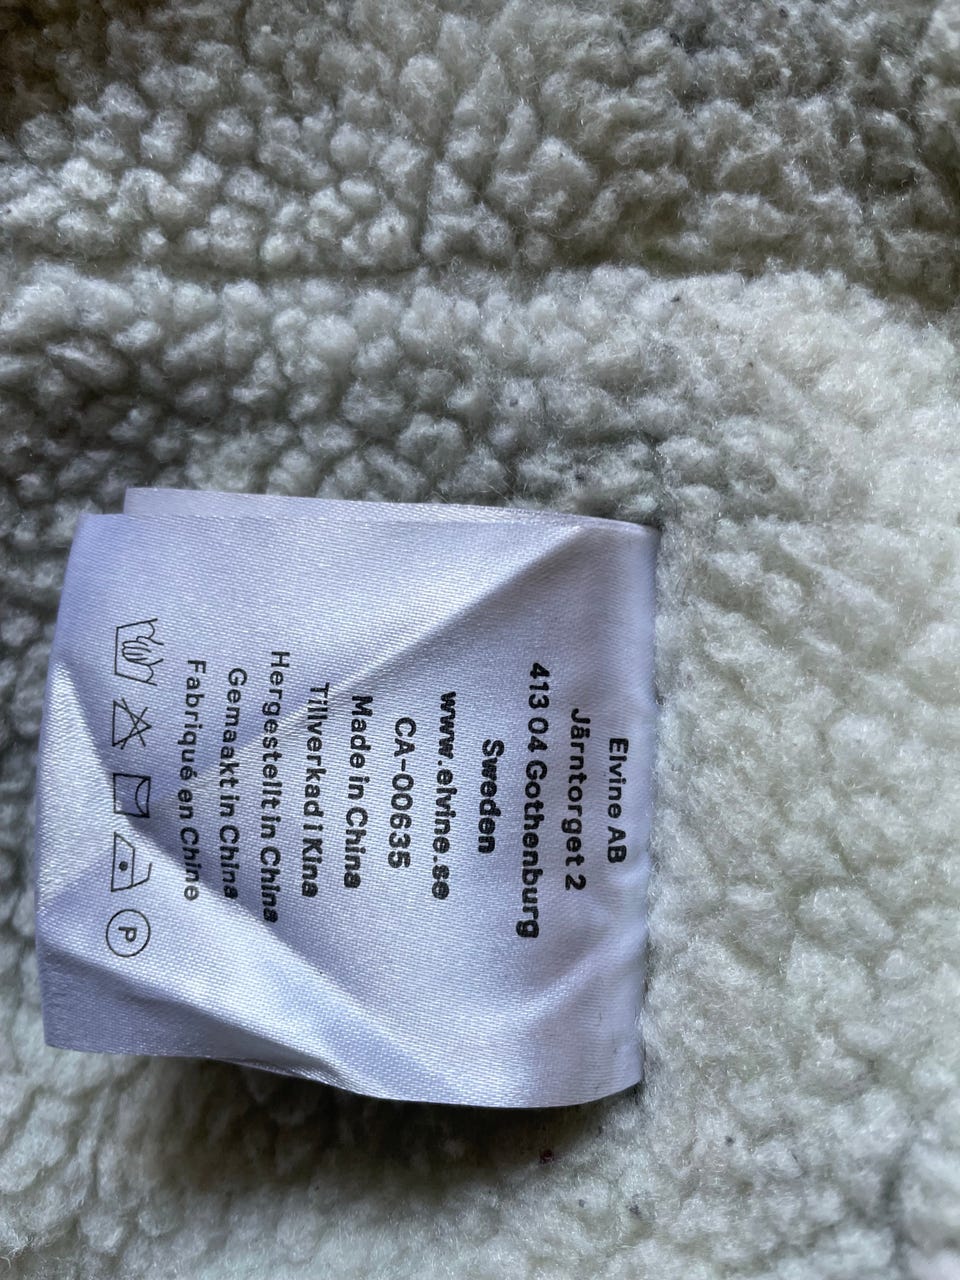 Elvine AB
Järntorget 2
413 04 Gothenburg
Sweden
www.elvine.se
CA-00635
Made in China
Tillverkad i Kina
Hergestellt in China
Gemaakt in China
Fabriqué en Chine
P